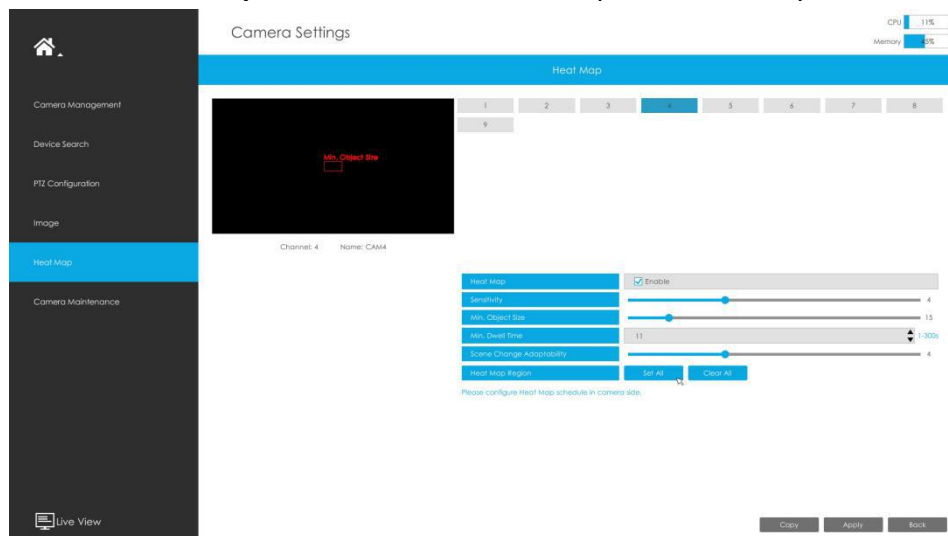 Camera Settings
CPU 11%
Memory 45%
Heat Map
Camera Management
Device Search
PTZ Configuration
Image
Heat Map
Camera Maintenance
Live View
Min. Object Size
Channel: 4 Name: CAM4
1 2 3 4 5 6 7 8
9
Heat Map Enable
Sensitivity 4
Min. Object Size 15
Min. Dwell Time 11 1-300s
Scene Change Adaptability 4
Heat Map Region Set All Clear All
Please configure Heat Map schedule in camera side.
Copy Apply Back